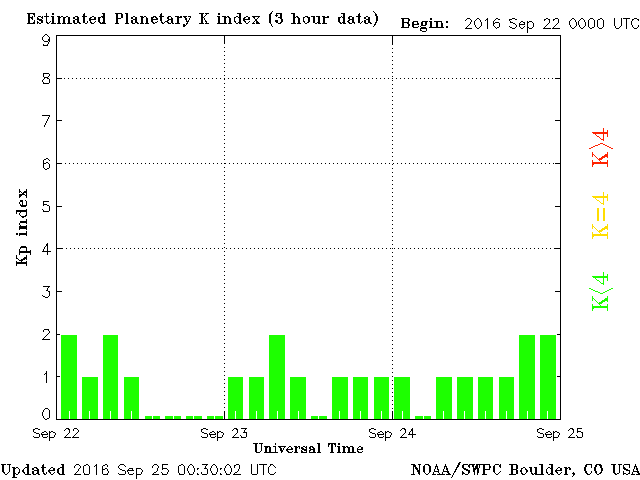 Estimated Planetary K index (3 hour data)
Begin: 2016 Sep 22 0000 UTC
9
8
7
6
5
4
3
2
1
0
Kp index
K>4
K=4
K<4
Sep 22
Sep 23
Sep 24
Sep 25
Universal Time
Updated 2016 Sep 25 00:30:02 UTC
NOAA/SWPC Boulder, CO USA